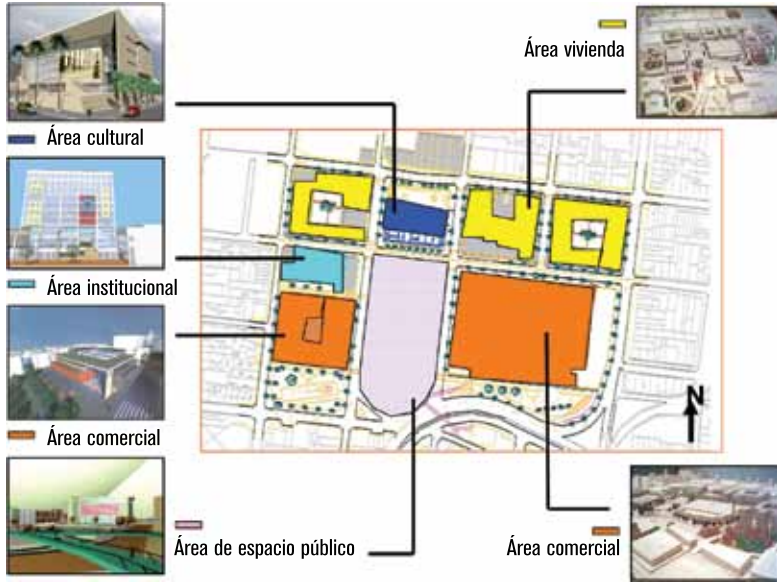 Área vivienda
Área cultural
Área institucional
Área comercial
N
Área de espacio público
Área comercial